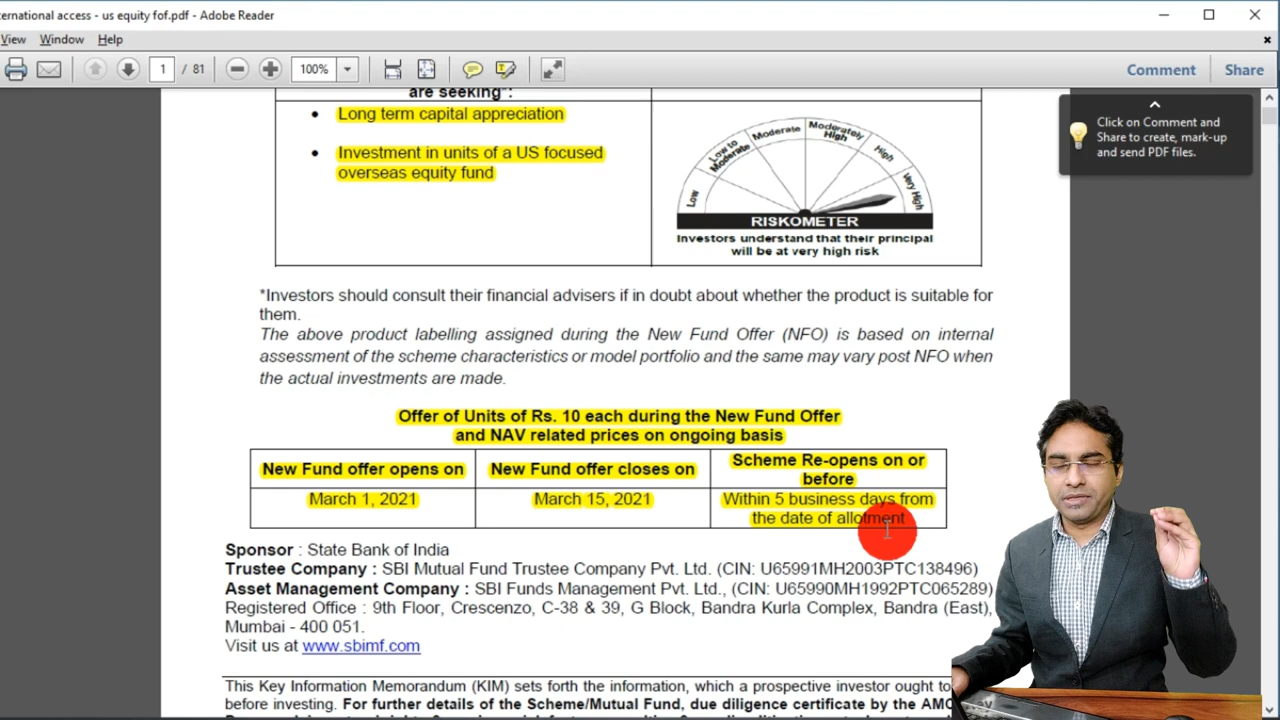 ernational access - us equity fof.pdf - Adobe Reader
View Window Help
1 / 81 100% Comment Share
Click on Comment and
Share to create, mark-up
and send PDF files.
are seeking*:
• Long term capital appreciation
• Investment in units of a US focused
overseas equity fund
Low
Low to
Moderate
Moderate
Moderately
High
High
Very High
RISKOMETER
Investors understand that their principal
will be at very high risk
*Investors should consult their financial advisers if in doubt about whether the product is suitable for
them.
The above product labelling assigned during the New Fund Offer (NFO) is based on internal
assessment of the scheme characteristics or model portfolio and the same may vary post NFO when
the actual investments are made.
Offer of Units of Rs. 10 each during the New Fund Offer
and NAV related prices on ongoing basis
New Fund offer opens on
New Fund offer closes on
Scheme Re-opens on or
before
March 1, 2021
March 15, 2021
Within 5 business days from
the date of allotment
Sponsor : State Bank of India
Trustee Company : SBI Mutual Fund Trustee Company Pvt. Ltd. (CIN: U65991MH2003PTC138496)
Asset Management Company : SBI Funds Management Pvt. Ltd., (CIN: U65990MH1992PTC065289)
Registered Office : 9th Floor, Crescenzo, C-38 & 39, G Block, Bandra Kurla Complex, Bandra (East),
Mumbai - 400 051.
Visit us at www.sbimf.com
This Key Information Memorandum (KIM) sets forth the information, which a prospective investor ought to
before investing. For further details of the Scheme/Mutual Fund, due diligence certificate by the AMC